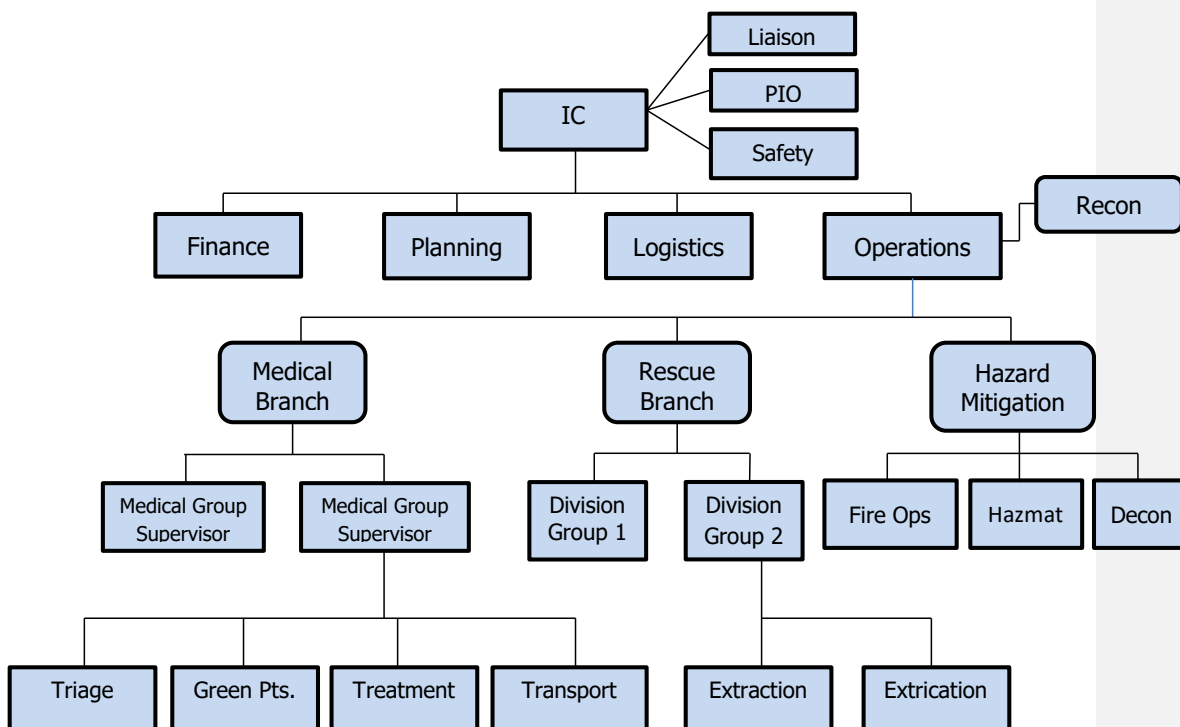 Liaison
PIO
IC
Safety
Recon
Finance
Planning
Logistics
Operations
Medical
Branch
Rescue
Branch
Hazard
Mitigation
Medical Group
Supervisor
Medical Group
Supervisor
Division
Group 1
Division
Group 2
Fire Ops
Hazmat
Decon
Triage
Green Pts.
Treatment
Transport
Extraction
Extrication